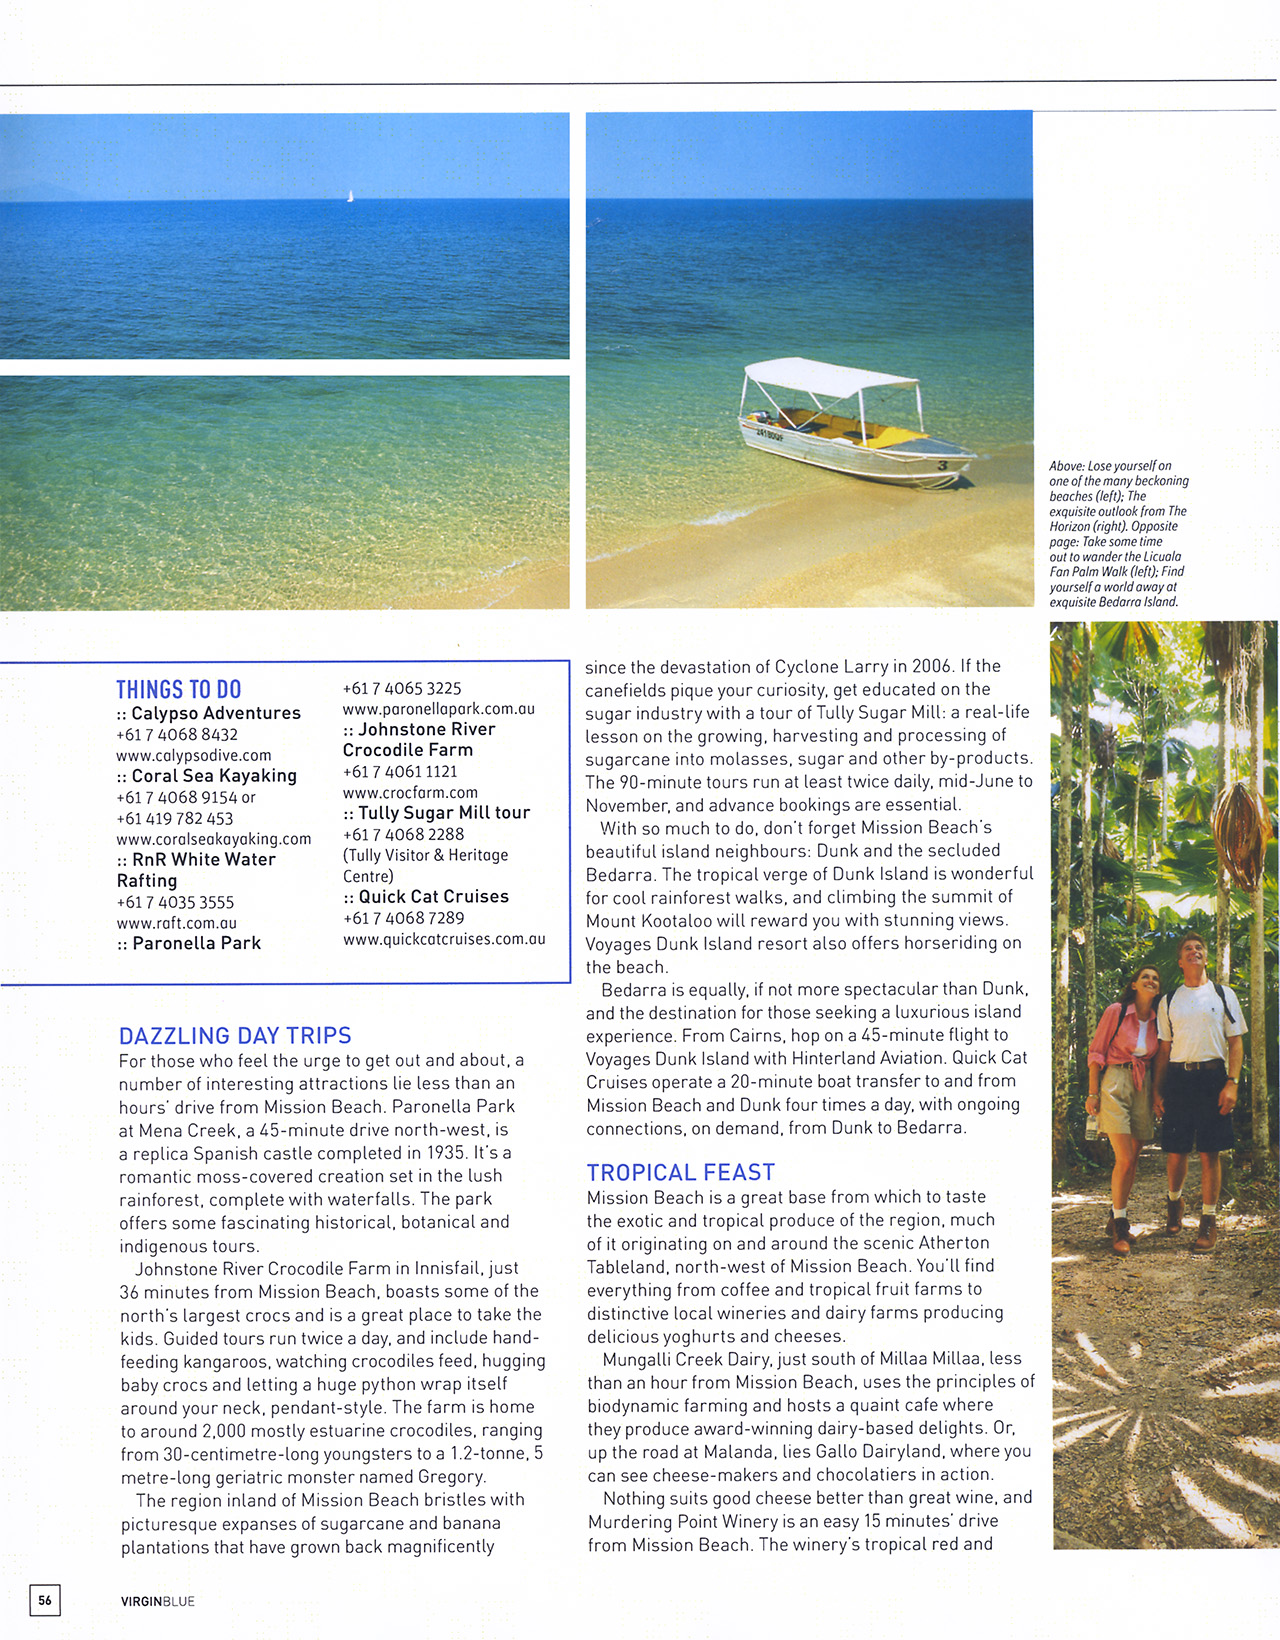 Above: Lose yourself on
one of the many beckoning
beaches (left); The
exquisite outlook from The
Horizon (right). Opposite
page: Take some time
out to wander the Licuala
Fan Palm Walk (left); Find
yourself a world away at
exquisite Bedarra Island.
241800QF
3
THINGS TO DO
:: Calypso Adventures
+61 7 4068 8432
www.calypsodive.com
:: Coral Sea Kayaking
+61 7 4068 9154 or
+61 419 782 453
www.coralseakayaking.com
:: RnR White Water
Rafting
+61 7 4035 3555
www.raft.com.au
:: Paronella Park
+61 7 4065 3225
www.paronellapark.com.au
:: Johnstone River
Crocodile Farm
+61 7 4061 1121
www.crocfarm.com
:: Tully Sugar Mill tour
+61 7 4068 2288
(Tully Visitor & Heritage
Centre)
:: Quick Cat Cruises
+61 7 4068 7289
www.quickcatcruises.com.au
DAZZLING DAY TRIPS
For those who feel the urge to get out and about, a
number of interesting attractions lie less than an
hours' drive from Mission Beach. Paronella Park
at Mena Creek, a 45-minute drive north-west, is
a replica Spanish castle completed in 1935. It's a
romantic moss-covered creation set in the lush
rainforest, complete with waterfalls. The park
offers some fascinating historical, botanical and
indigenous tours.
Johnstone River Crocodile Farm in Innisfail, just
36 minutes from Mission Beach, boasts some of the
north's largest crocs and is a great place to take the
kids. Guided tours run twice a day, and include hand-
feeding kangaroos, watching crocodiles feed, hugging
baby crocs and letting a huge python wrap itself
around your neck, pendant-style. The farm is home
to around 2,000 mostly estuarine crocodiles, ranging
from 30-centimetre-long youngsters to a 1.2-tonne, 5
metre-long geriatric monster named Gregory.
The region inland of Mission Beach bristles with
picturesque expanses of sugarcane and banana
plantations that have grown back magnificently
since the devastation of Cyclone Larry in 2006. If the
canefields pique your curiosity, get educated on the
sugar industry with a tour of Tully Sugar Mill: a real-life
lesson on the growing, harvesting and processing of
sugarcane into molasses, sugar and other by-products.
The 90-minute tours run at least twice daily, mid-June to
November, and advance bookings are essential.
With so much to do, don't forget Mission Beach's
beautiful island neighbours: Dunk and the secluded
Bedarra. The tropical verge of Dunk Island is wonderful
for cool rainforest walks, and climbing the summit of
Mount Kootaloo will reward you with stunning views.
Voyages Dunk Island resort also offers horseriding on
the beach.
Bedarra is equally, if not more spectacular than Dunk,
and the destination for those seeking a luxurious island
experience. From Cairns, hop on a 45-minute flight to
Voyages Dunk Island with Hinterland Aviation. Quick Cat
Cruises operate a 20-minute boat transfer to and from
Mission Beach and Dunk four times a day, with ongoing
connections, on demand, from Dunk to Bedarra.
TROPICAL FEAST
Mission Beach is a great base from which to taste
the exotic and tropical produce of the region, much
of it originating on and around the scenic Atherton
Tableland, north-west of Mission Beach. You'll find
everything from coffee and tropical fruit farms to
distinctive local wineries and dairy farms producing
delicious yoghurts and cheeses.
Mungalli Creek Dairy, just south of Millaa Millaa, less
than an hour from Mission Beach, uses the principles of
biodynamic farming and hosts a quaint cafe where
they produce award-winning dairy-based delights. Or,
up the road at Malanda, lies Gallo Dairyland, where you
can see cheese-makers and chocolatiers in action.
Nothing suits good cheese better than great wine, and
Murdering Point Winery is an easy 15 minutes' drive
from Mission Beach. The winery's tropical red and
56
VIRGINBLUE